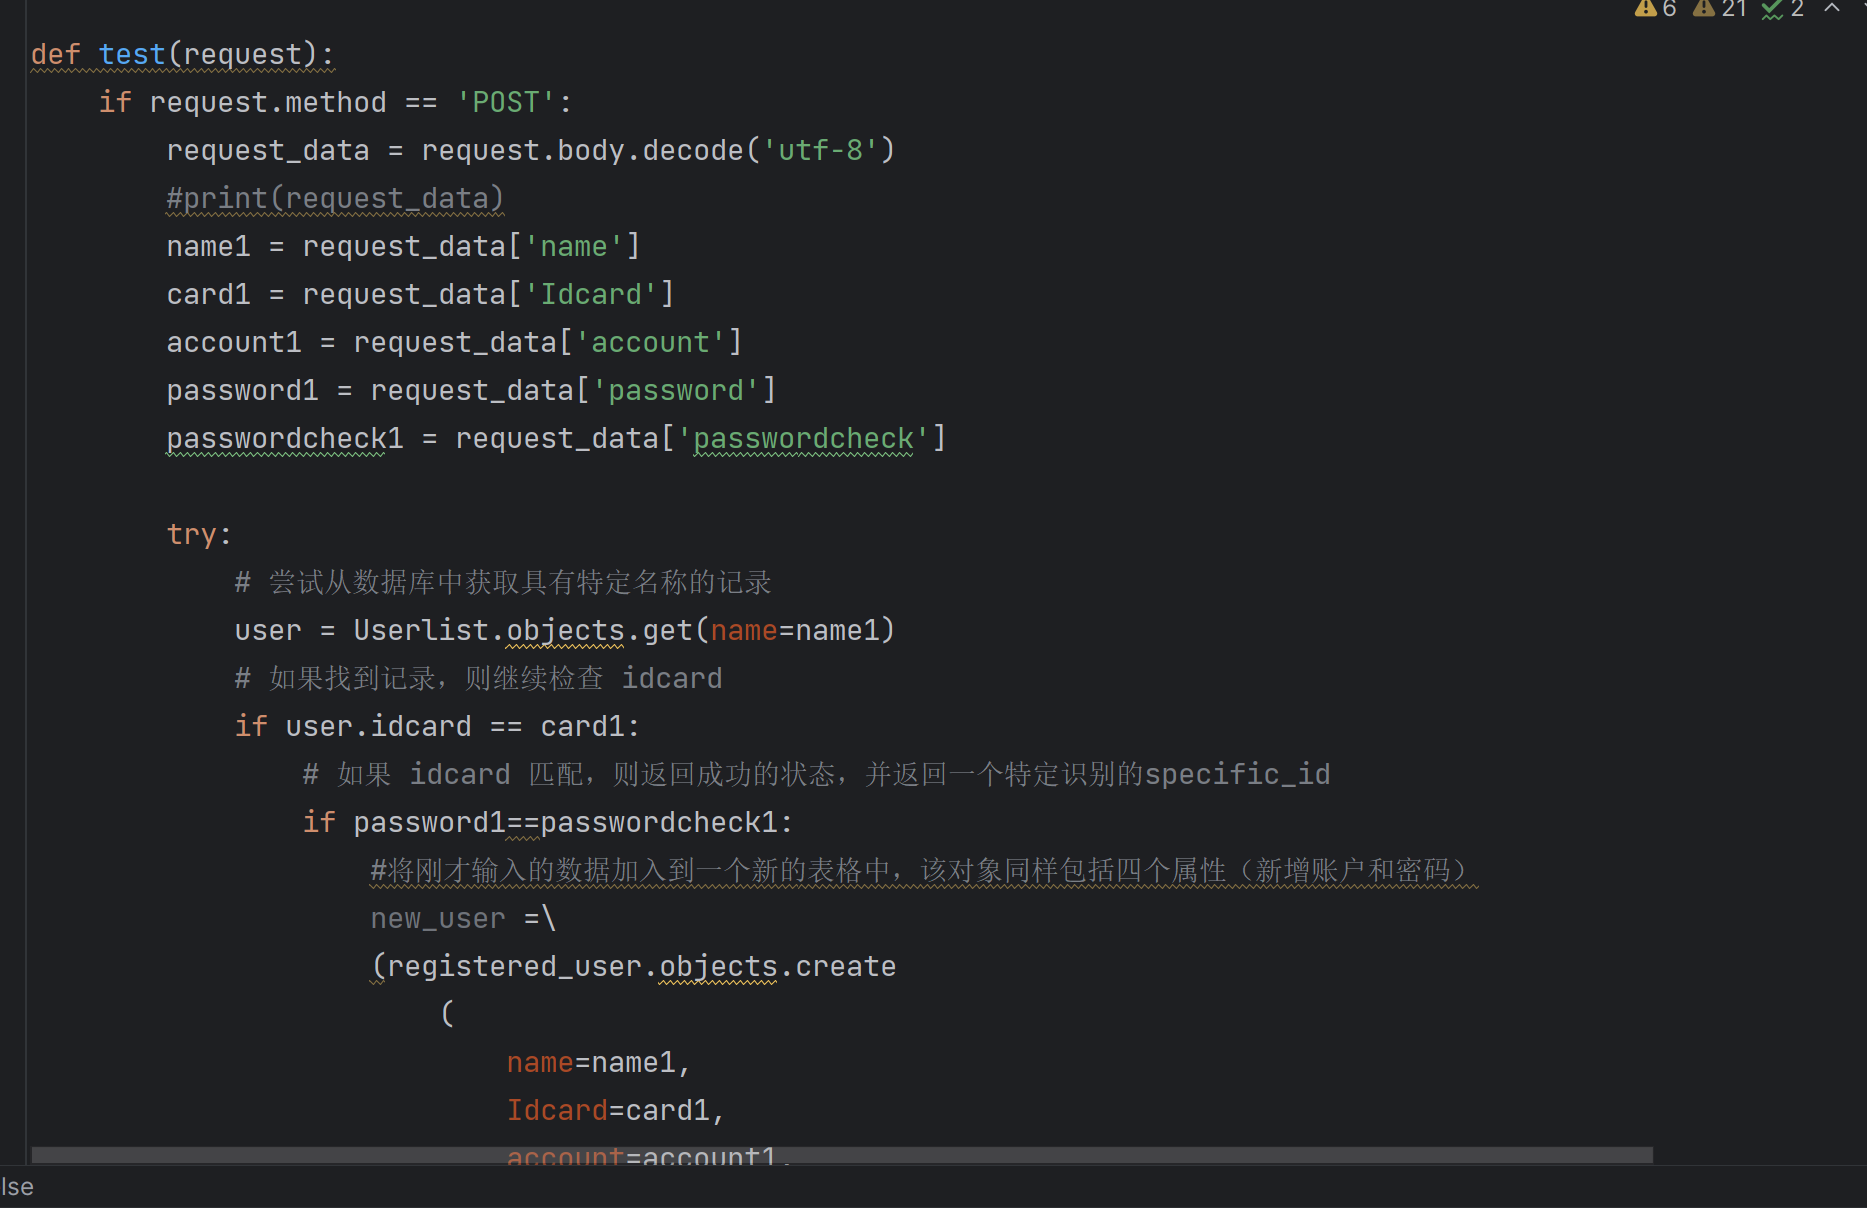 6 21 2
def test(request):
    if request.method == 'POST':
        request_data = request.body.decode('utf-8')
        #print(request_data)
        name1 = request_data['name']
        card1 = request_data['Idcard']
        account1 = request_data['account']
        password1 = request_data['password']
        passwordcheck1 = request_data['passwordcheck']
        try:
            # 尝试从数据库中获取具有特定名称的记录
            user = Userlist.objects.get(name=name1)
            # 如果找到记录，则继续检查 idcard
            if user.idcard == card1:
                # 如果 idcard 匹配，则返回成功的状态，并返回一个特定识别的specific_id
                if password1==passwordcheck1:
                    #将刚才输入的数据加入到一个新的表格中，该对象同样包括四个属性（新增账户和密码）
                    new_user =\
                    (registered_user.objects.create
                        (
                            name=name1,
                            Idcard=card1,
                            account=account1,
lse